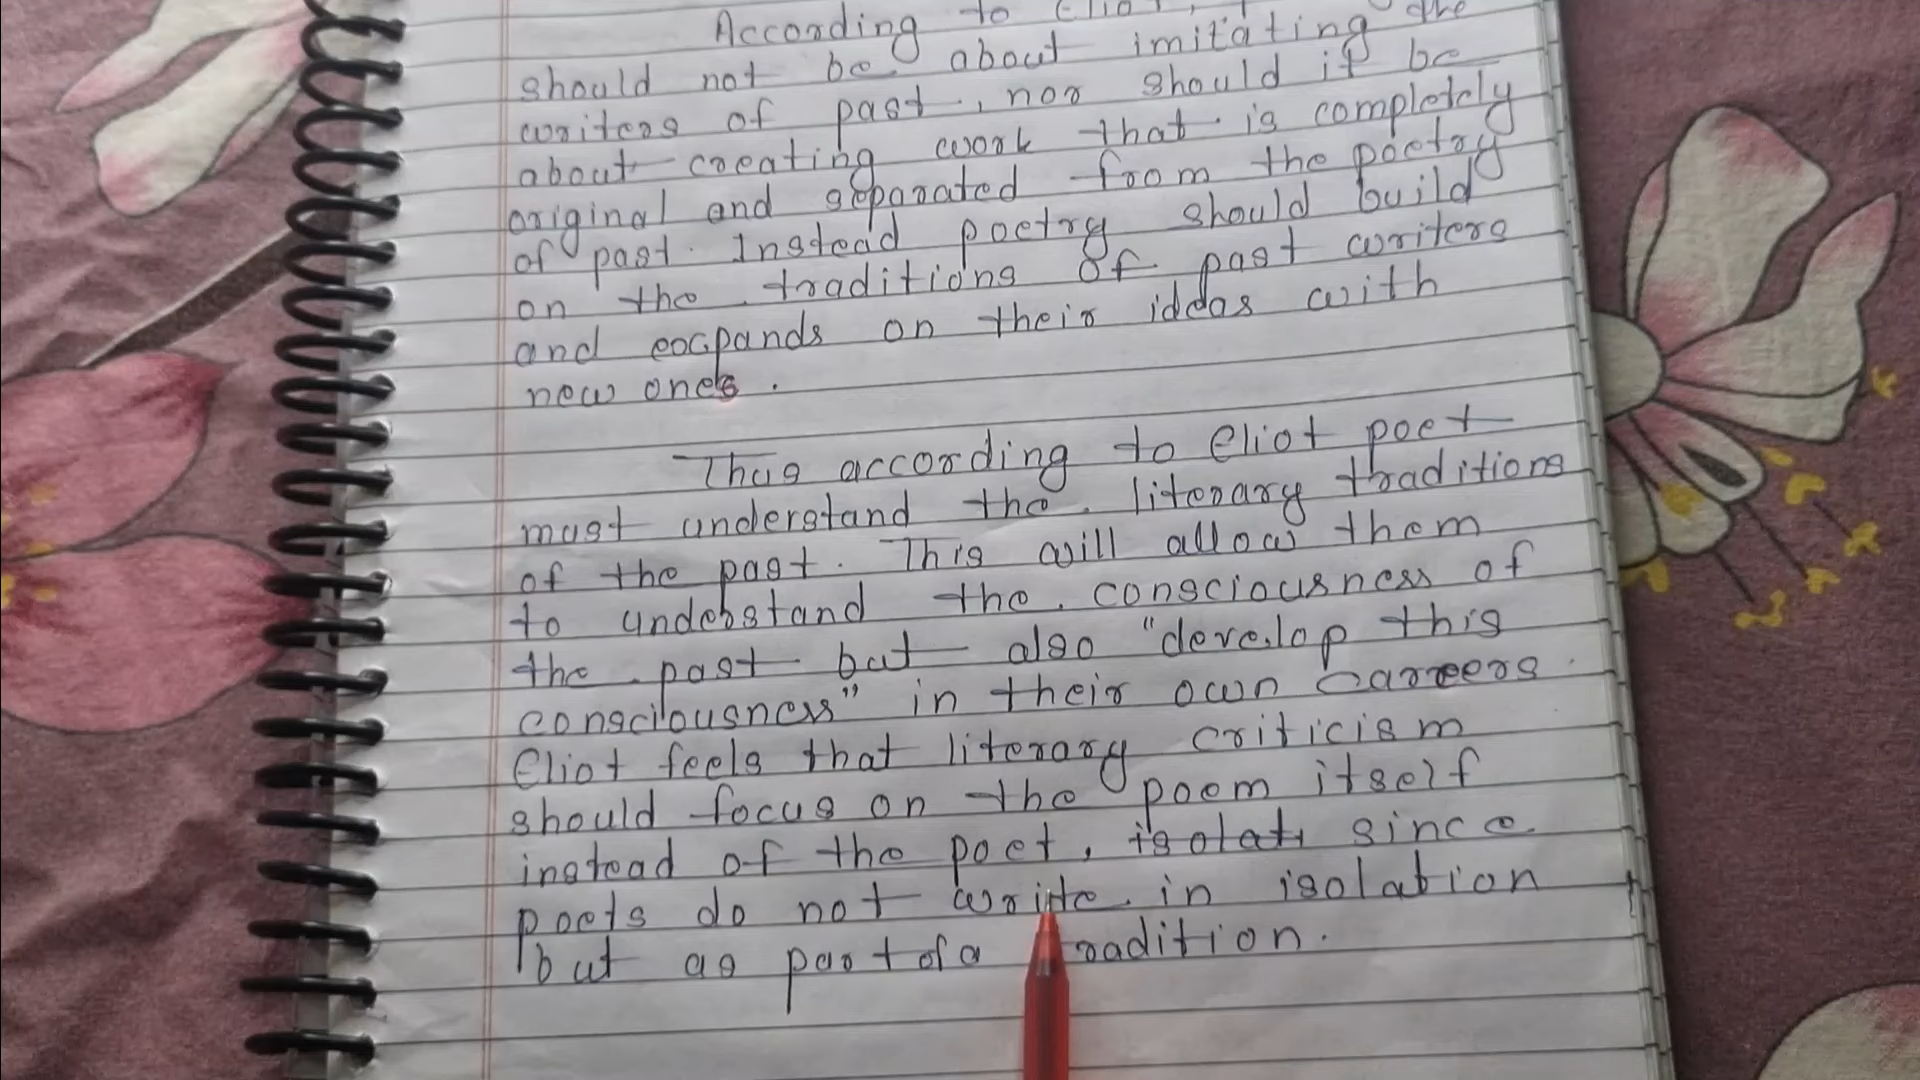 According to Eliot,
should not be about imitating the
writers of past, nor should it be
about creating work that is completely
original and separated from the poetry
of past. Instead poetry should build
on the traditions of past writers
and expands on their ideas with
new ones.
Thus according to Eliot poet
must understand the literary traditions
of the past. This will allow them
to understand the consciousness of
the past but also "develop this
consciousness" in their own careers.
Eliot feels that literary criticism
should focus on the poem itself
instead of the poet, since
poets do not write in isolation
but as part of a tradition.